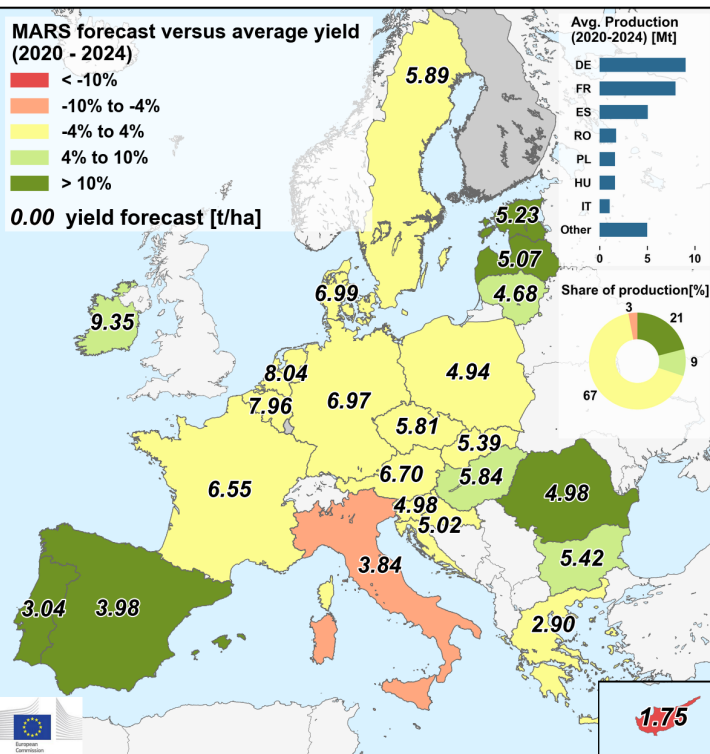 MARS forecast versus average yield
(2020 - 2024)
< -10%
-10% to -4%
-4% to 4%
4% to 10%
> 10%
0.00 yield forecast [t/ha]
Avg. Production
(2020-2024) [Mt]
DE
FR
ES
RO
PL
HU
IT
Other
0 5 10
Share of production[%]
3
21
9
67
5.89
5.23
5.07
4.68
6.99
9.35
8.04
7.96
6.97
4.94
5.81
5.39
6.70
5.84
6.55
4.98
5.02
4.98
5.42
3.84
3.04
3.98
2.90
1.75
European
Commission